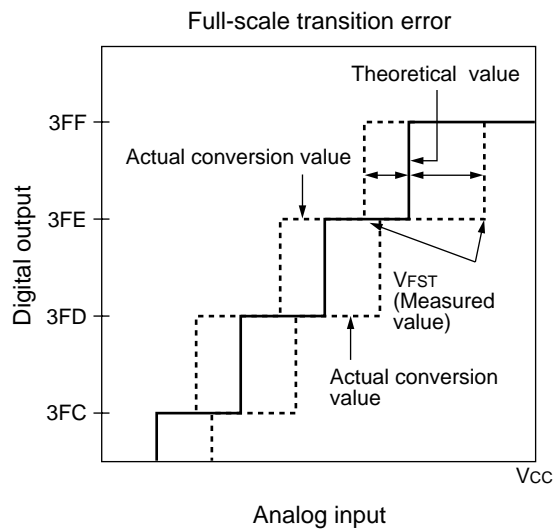 Full-scale transition error
Theoretical value
3FF
Actual conversion value
3FE
Digital output
VFST
(Measured
value)
3FD
Actual conversion
value
3FC
VCC
Analog input